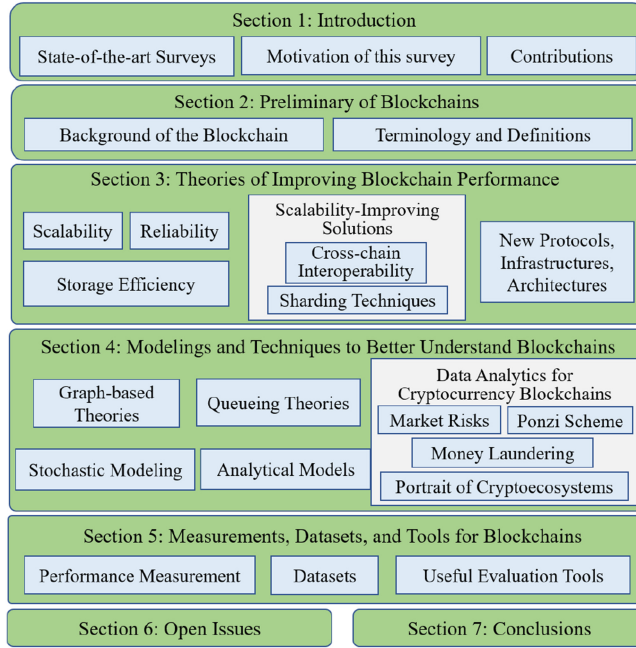 Section 1: Introduction
State-of-the-art Surveys
Motivation of this survey
Contributions
Section 2: Preliminary of Blockchains
Background of the Blockchain
Terminology and Definitions
Section 3: Theories of Improving Blockchain Performance
Scalability
Reliability
Storage Efficiency
Scalability-Improving
Solutions
Cross-chain
Interoperability
Sharding Techniques
New Protocols,
Infrastructures,
Architectures
Section 4: Modelings and Techniques to Better Understand Blockchains
Graph-based
Theories
Queueing Theories
Stochastic Modeling
Analytical Models
Data Analytics for
Cryptocurrency Blockchains
Market Risks
Ponzi Scheme
Money Laundering
Portrait of Cryptoecosystems
Section 5: Measurements, Datasets, and Tools for Blockchains
Performance Measurement
Datasets
Useful Evaluation Tools
Section 6: Open Issues
Section 7: Conclusions